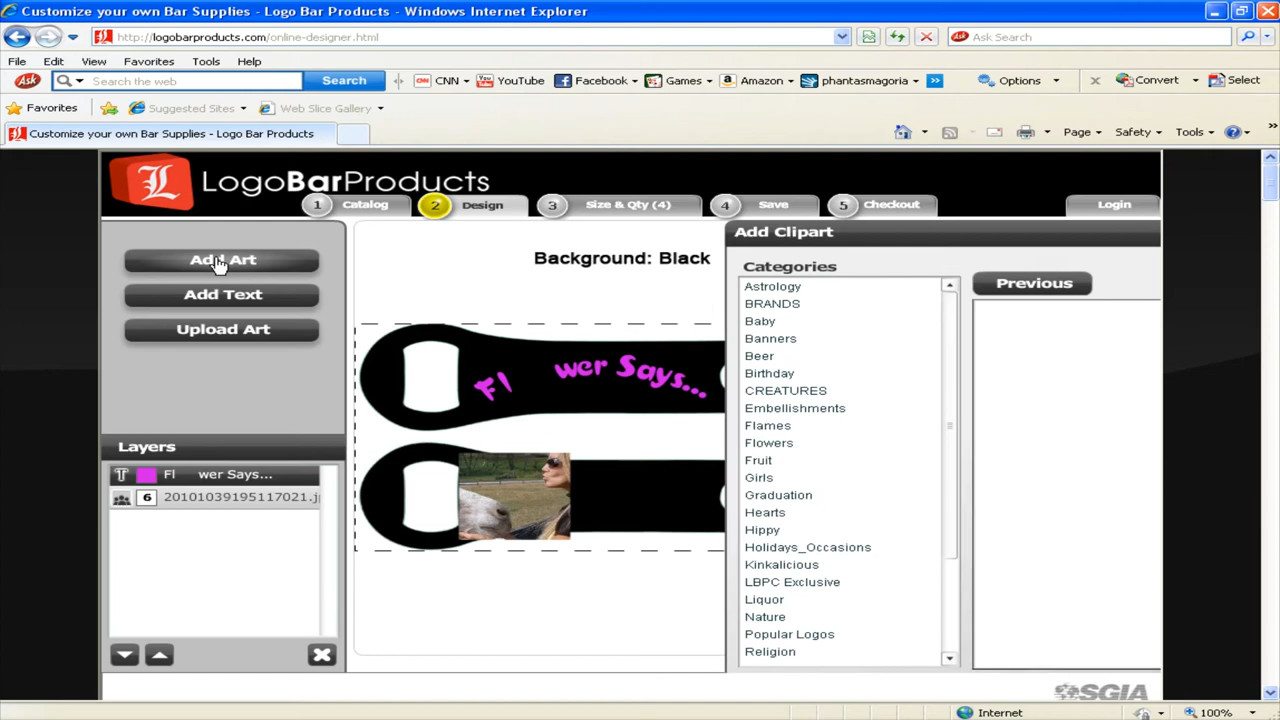 Customize your own Bar Supplies - Logo Bar Products - Windows Internet Explorer
http://logobarproducts.com/online-designer.html
Ask Search
File Edit View Favorites Tools Help
Ask Search the web Search CNN YouTube Facebook Games Amazon phantasmagoria Options Convert Select
Favorites Suggested Sites Web Slice Gallery
Customize your own Bar Supplies - Logo Bar Products
Page Safety Tools
L LogoBarProducts
1 Catalog 2 Design 3 Size & Qty (4) 4 Save 5 Checkout Login
Add Art
Add Text
Upload Art
Background: Black
Fl wer Says...
Layers
T Fl wer Says...
6 20101039195117021.j
Add Clipart
Categories
Previous
Astrology
BRANDS
Baby
Banners
Beer
Birthday
CREATURES
Embellishments
Flames
Flowers
Fruit
Girls
Graduation
Hearts
Hippy
Holidays_Occasions
Kinkalicious
LBPC Exclusive
Liquor
Nature
Popular Logos
Religion
SGIA
Internet 100%